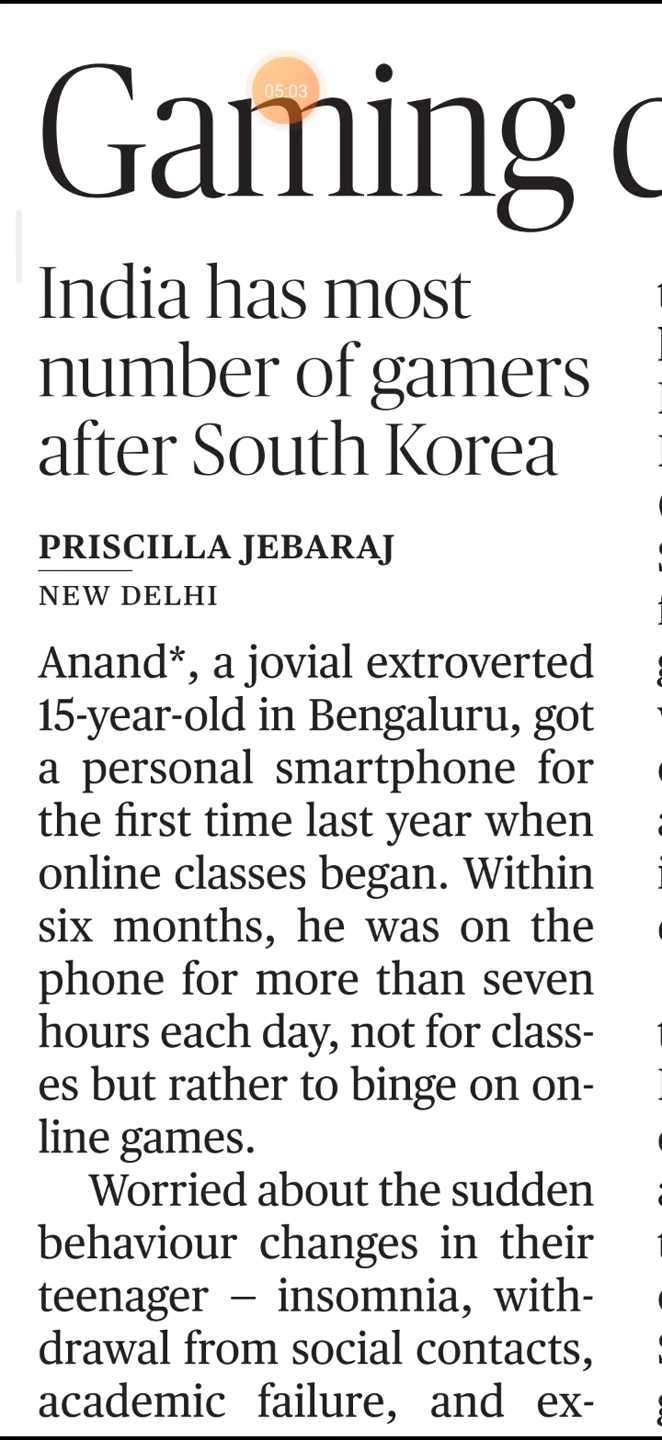 Gaming
05:03
India has most
number of gamers
after South Korea
PRISCILLA JEBARAJ
NEW DELHI
Anand*, a jovial extroverted
15-year-old in Bengaluru, got
a personal smartphone for
the first time last year when
online classes began. Within
six months, he was on the
phone for more than seven
hours each day, not for class-
es but rather to binge on on-
line games.
Worried about the sudden
behaviour changes in their
teenager – insomnia, with-
drawal from social contacts,
academic failure, and ex-